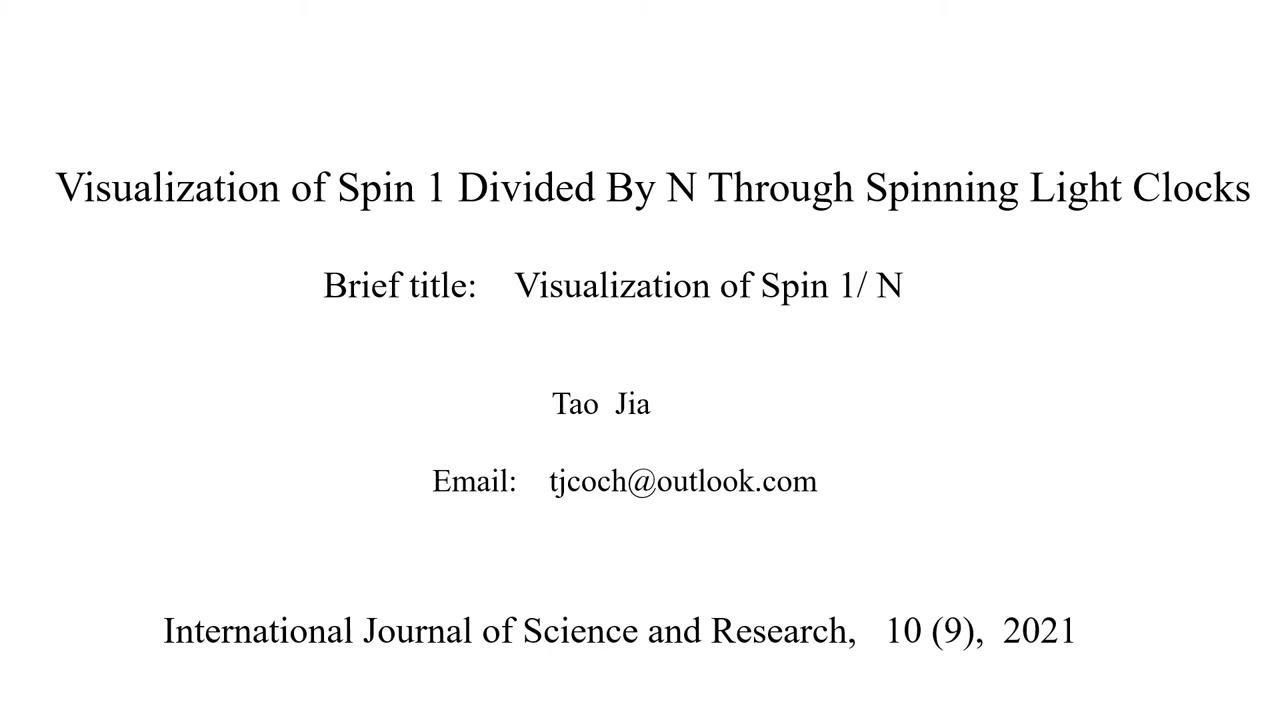 Visualization of Spin 1 Divided By N Through Spinning Light Clocks
Brief title: Visualization of Spin 1/ N
Tao Jia
Email: tjcoch@outlook.com
International Journal of Science and Research, 10 (9), 2021